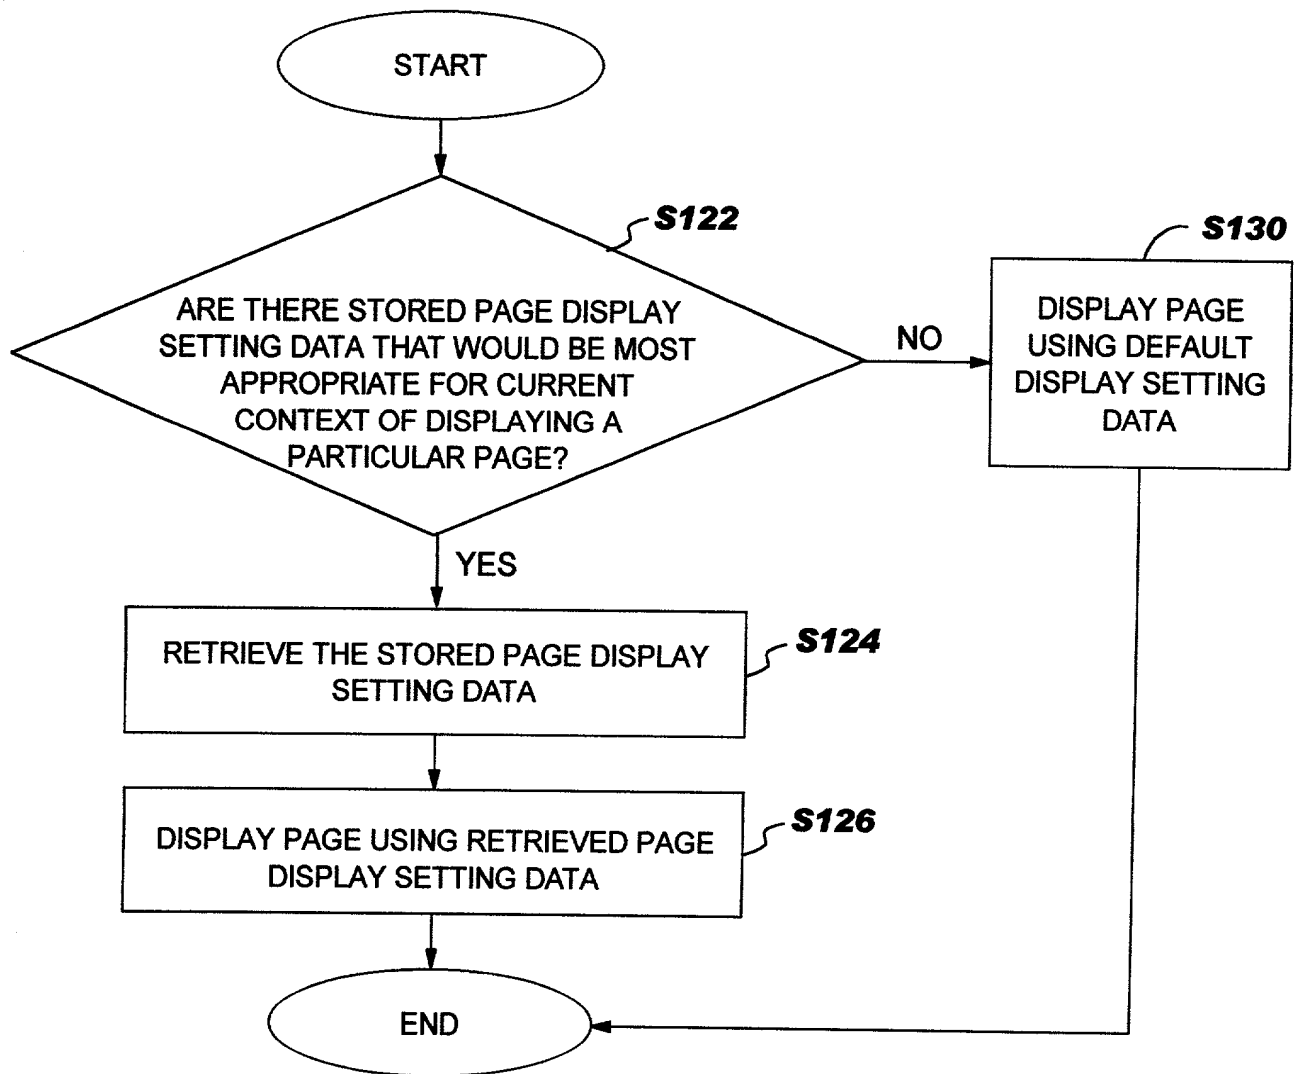 START
S122
ARE THERE STORED PAGE DISPLAY
SETTING DATA THAT WOULD BE MOST
APPROPRIATE FOR CURRENT
CONTEXT OF DISPLAYING A
PARTICULAR PAGE?
NO
S130
DISPLAY PAGE
USING DEFAULT
DISPLAY SETTING
DATA
YES
S124
RETRIEVE THE STORED PAGE DISPLAY
SETTING DATA
S126
DISPLAY PAGE USING RETRIEVED PAGE
DISPLAY SETTING DATA
END